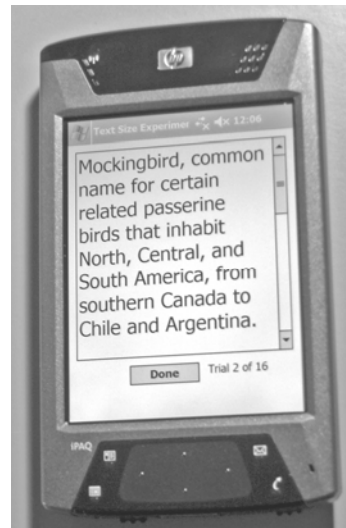 hp
Text Size Experimer 12:06
Mockingbird, common
name for certain
related passerine
birds that inhabit
North, Central, and
South America, from
southern Canada to
Chile and Argentina.
Done Trial 2 of 16
iPAQ